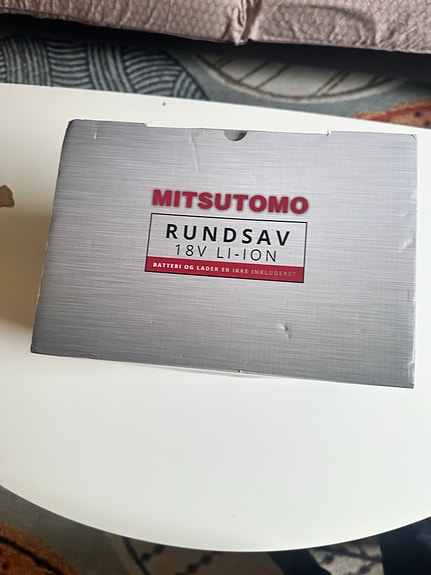 MITSUTOMO
RUNDSAV
18V LI-ION
BATTERI OG LADER ER IKKE INKLUDERET